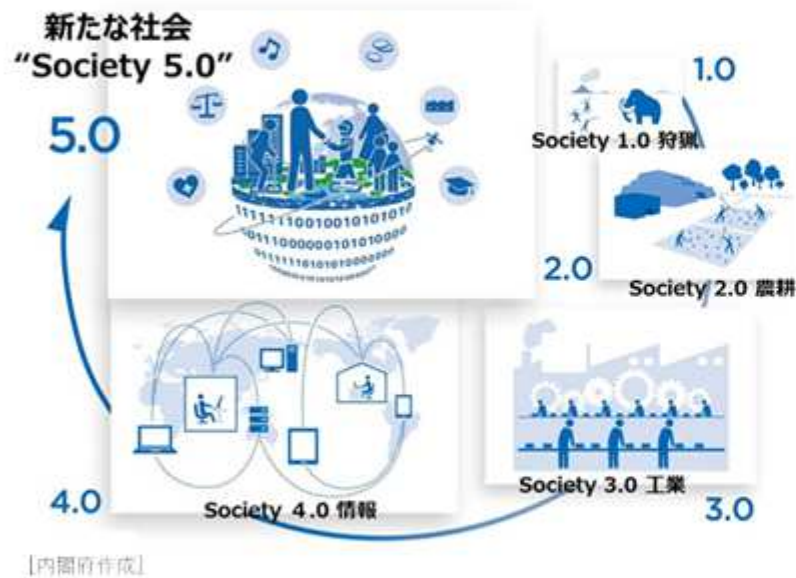 新たな社会
“Society 5.0”
5.0
1.0
Society 1.0 狩猟
2.0
Society 2.0 農耕
1111111100100101010101
Society 4.0 情報
4.0
Society 3.0 工業
3.0
[内閣府作成]